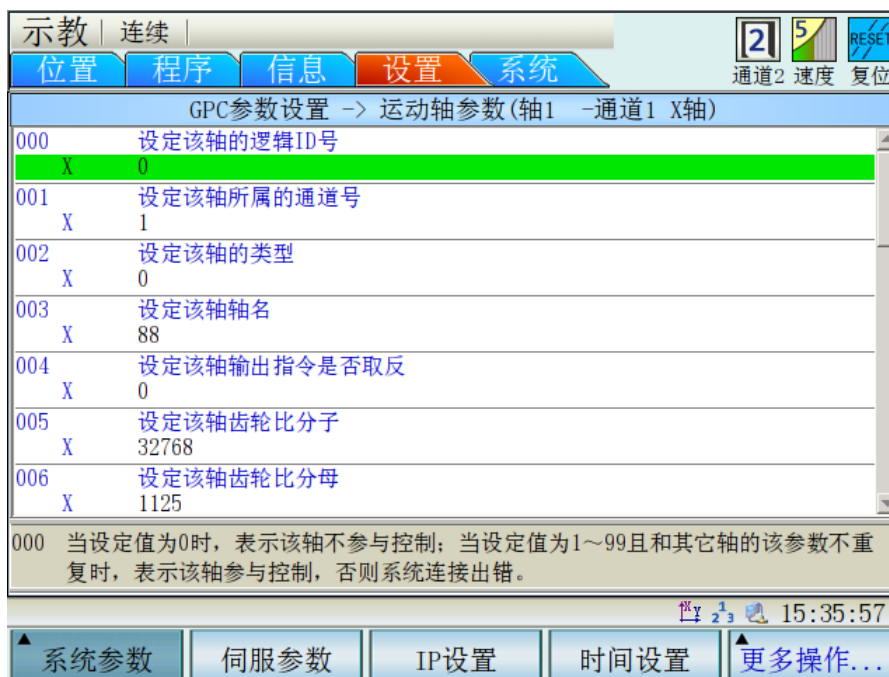 示教 | 连续 |
2 5 RESET
通道2 速度 复位
位置 程序 信息 设置 系统
GPC参数设置 -> 运动轴参数(轴1 -通道1 X轴)
000 设定该轴的逻辑ID号
X 0
001 设定该轴所属的通道号
X 1
002 设定该轴的类型
X 0
003 设定该轴轴名
X 88
004 设定该轴输出指令是否取反
X 0
005 设定该轴齿轮比分子
X 32768
006 设定该轴齿轮比分母
X 1125
000 当设定值为0时，表示该轴不参与控制；当设定值为1～99且和其它轴的该参数不重
复时，表示该轴参与控制，否则系统连接出错。
15:35:57
系统参数 伺服参数 IP设置 时间设置 更多操作...